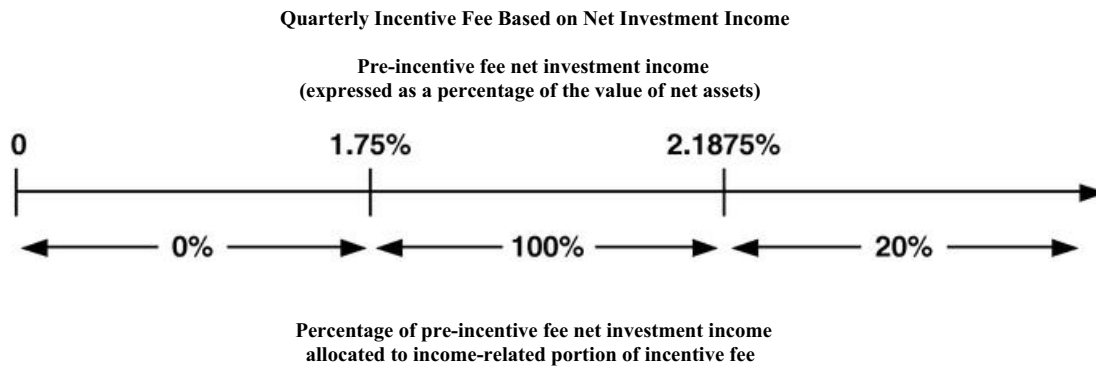 Quarterly Incentive Fee Based on Net Investment Income
Pre-incentive fee net investment income
(expressed as a percentage of the value of net assets)
0 1.75% 2.1875%
0% 100% 20%
Percentage of pre-incentive fee net investment income
allocated to income-related portion of incentive fee